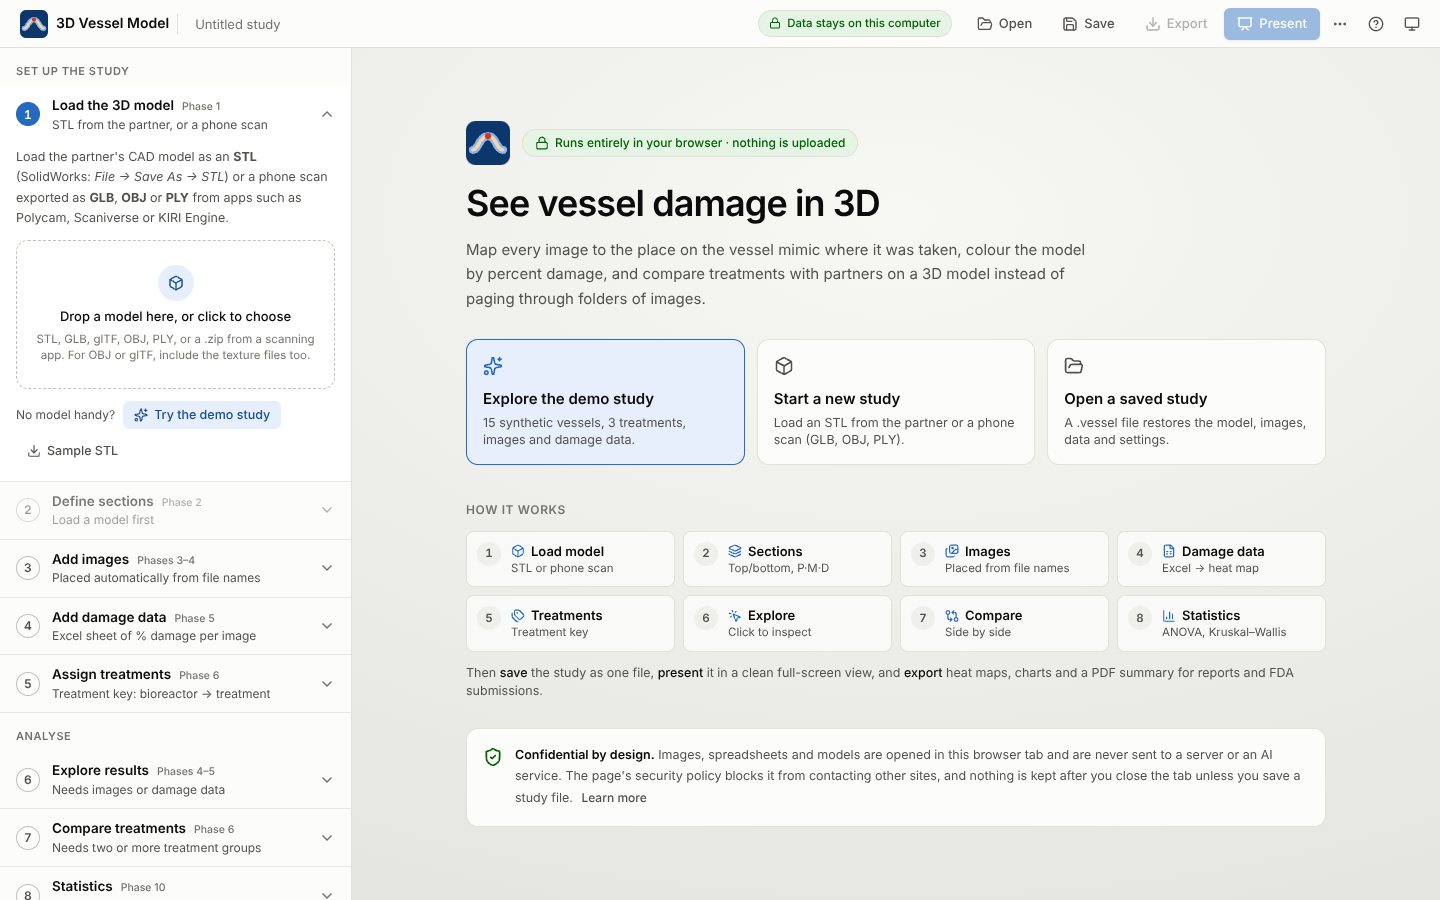 3D Vessel Model
Untitled study
Data stays on this computer
Open
Save
Export
Present
SET UP THE STUDY
1
Load the 3D model Phase 1
STL from the partner, or a phone scan
Load the partner's CAD model as an STL
(SolidWorks: File → Save As → STL) or a phone scan
exported as GLB, OBJ or PLY from apps such as
Polycam, Scaniverse or KIRI Engine.
Drop a model here, or click to choose
STL, GLB, glTF, OBJ, PLY, or a .zip from a scanning
app. For OBJ or glTF, include the texture files too.
No model handy? Try the demo study
Sample STL
2
Define sections Phase 2
Load a model first
3
Add images Phases 3–4
Placed automatically from file names
4
Add damage data Phase 5
Excel sheet of % damage per image
5
Assign treatments Phase 6
Treatment key: bioreactor → treatment
ANALYSE
6
Explore results Phases 4–5
Needs images or damage data
7
Compare treatments Phase 6
Needs two or more treatment groups
8
Statistics Phase 10
Runs entirely in your browser · nothing is uploaded
See vessel damage in 3D
Map every image to the place on the vessel mimic where it was taken, colour the model
by percent damage, and compare treatments with partners on a 3D model instead of
paging through folders of images.
Explore the demo study
15 synthetic vessels, 3 treatments,
images and damage data.
Start a new study
Load an STL from the partner or a phone
scan (GLB, OBJ, PLY).
Open a saved study
A .vessel file restores the model, images,
data and settings.
HOW IT WORKS
1
Load model
STL or phone scan
2
Sections
Top/bottom, P·M·D
3
Images
Placed from file names
4
Damage data
Excel → heat map
5
Treatments
Treatment key
6
Explore
Click to inspect
7
Compare
Side by side
8
Statistics
ANOVA, Kruskal–Wallis
Then save the study as one file, present it in a clean full-screen view, and export heat maps, charts and a PDF summary for reports and FDA
submissions.
Confidential by design. Images, spreadsheets and models are opened in this browser tab and are never sent to a server or an AI
service. The page's security policy blocks it from contacting other sites, and nothing is kept after you close the tab unless you save a
study file. Learn more